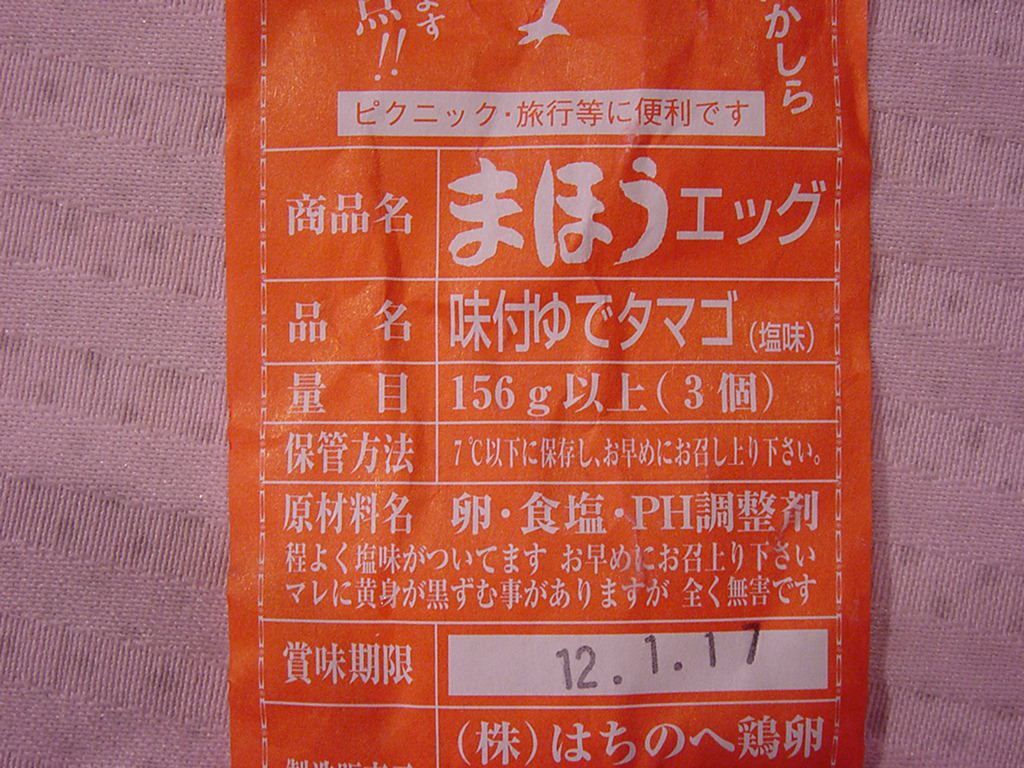 ます
点!!
かしら
ピクニック・旅行等に便利です
商品名 まほうエッグ
品名 味付ゆでタマゴ(塩味)
量目 156g以上(3個)
保管方法 7℃以下に保存し、お早めにお召し上り下さい。
原材料名 卵・食塩・PH調整剤
程よく塩味がついてます お早めにお召上り下さい
マレに黄身が黒ずむ事がありますが 全く無害です
賞味期限 12.1.17
(株)はちのへ鶏卵